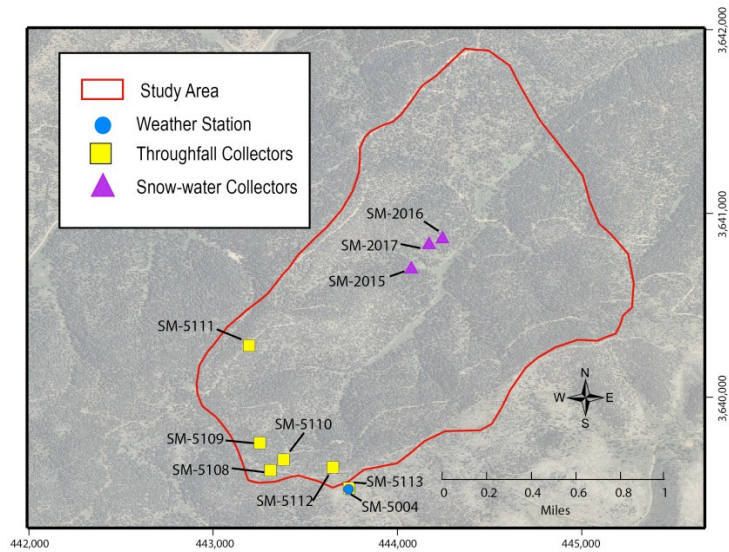 3,642,000
Study Area
Weather Station
Throughfall Collectors
Snow-water Collectors
SM-2016
3,641,000
SM-2017
SM-2015
SM-5111
N
W E
S
3,640,000
SM-5110
SM-5109
SM-5108
SM-5113
SM-5112
SM-5004
0 0.2 0.4 0.6 0.8 1
Miles
442,000 443,000 444,000 445,000